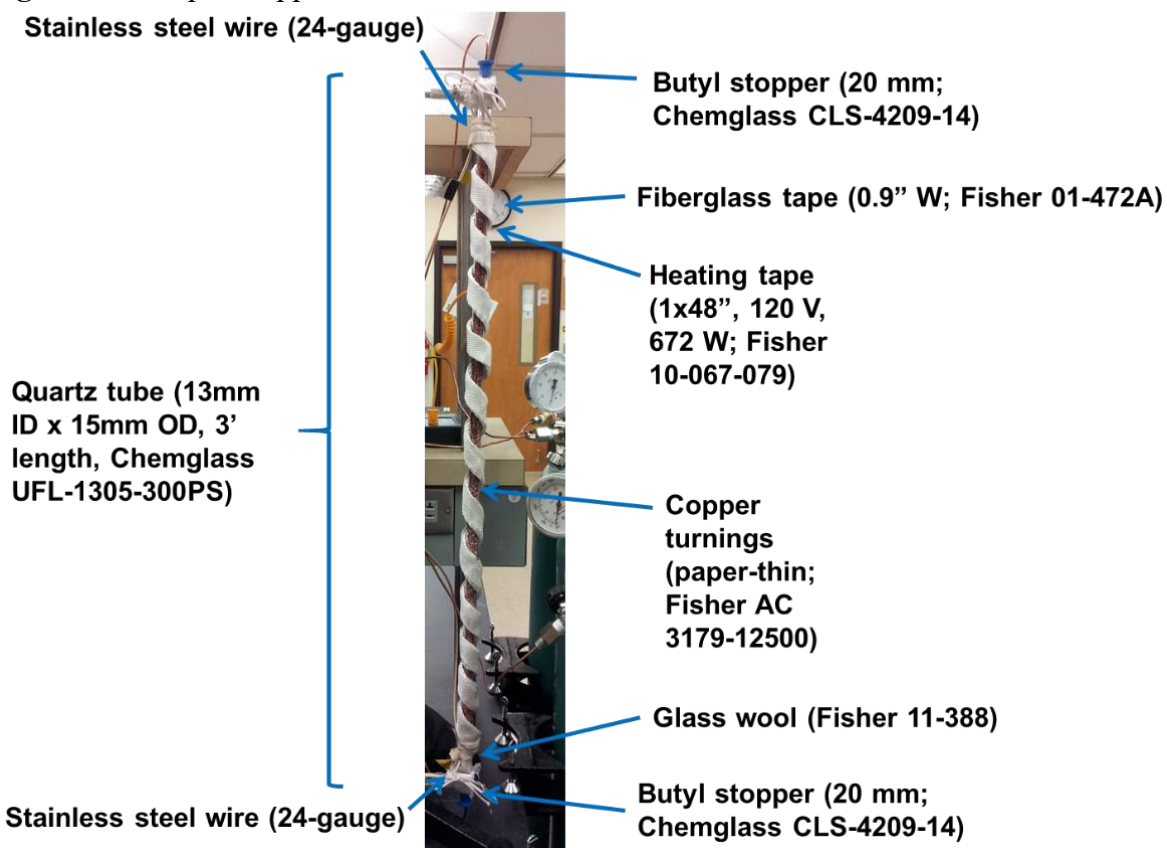 Stainless steel wire (24-gauge)
Butyl stopper (20 mm;
Chemglass CLS-4209-14)
Fiberglass tape (0.9” W; Fisher 01-472A)
Heating tape
(1x48”, 120 V,
672 W; Fisher
10-067-079)
Quartz tube (13mm
ID x 15mm OD, 3’
length, Chemglass
UFL-1305-300PS)
Copper
turnings
(paper-thin;
Fisher AC
3179-12500)
Glass wool (Fisher 11-388)
Stainless steel wire (24-gauge)
Butyl stopper (20 mm;
Chemglass CLS-4209-14)